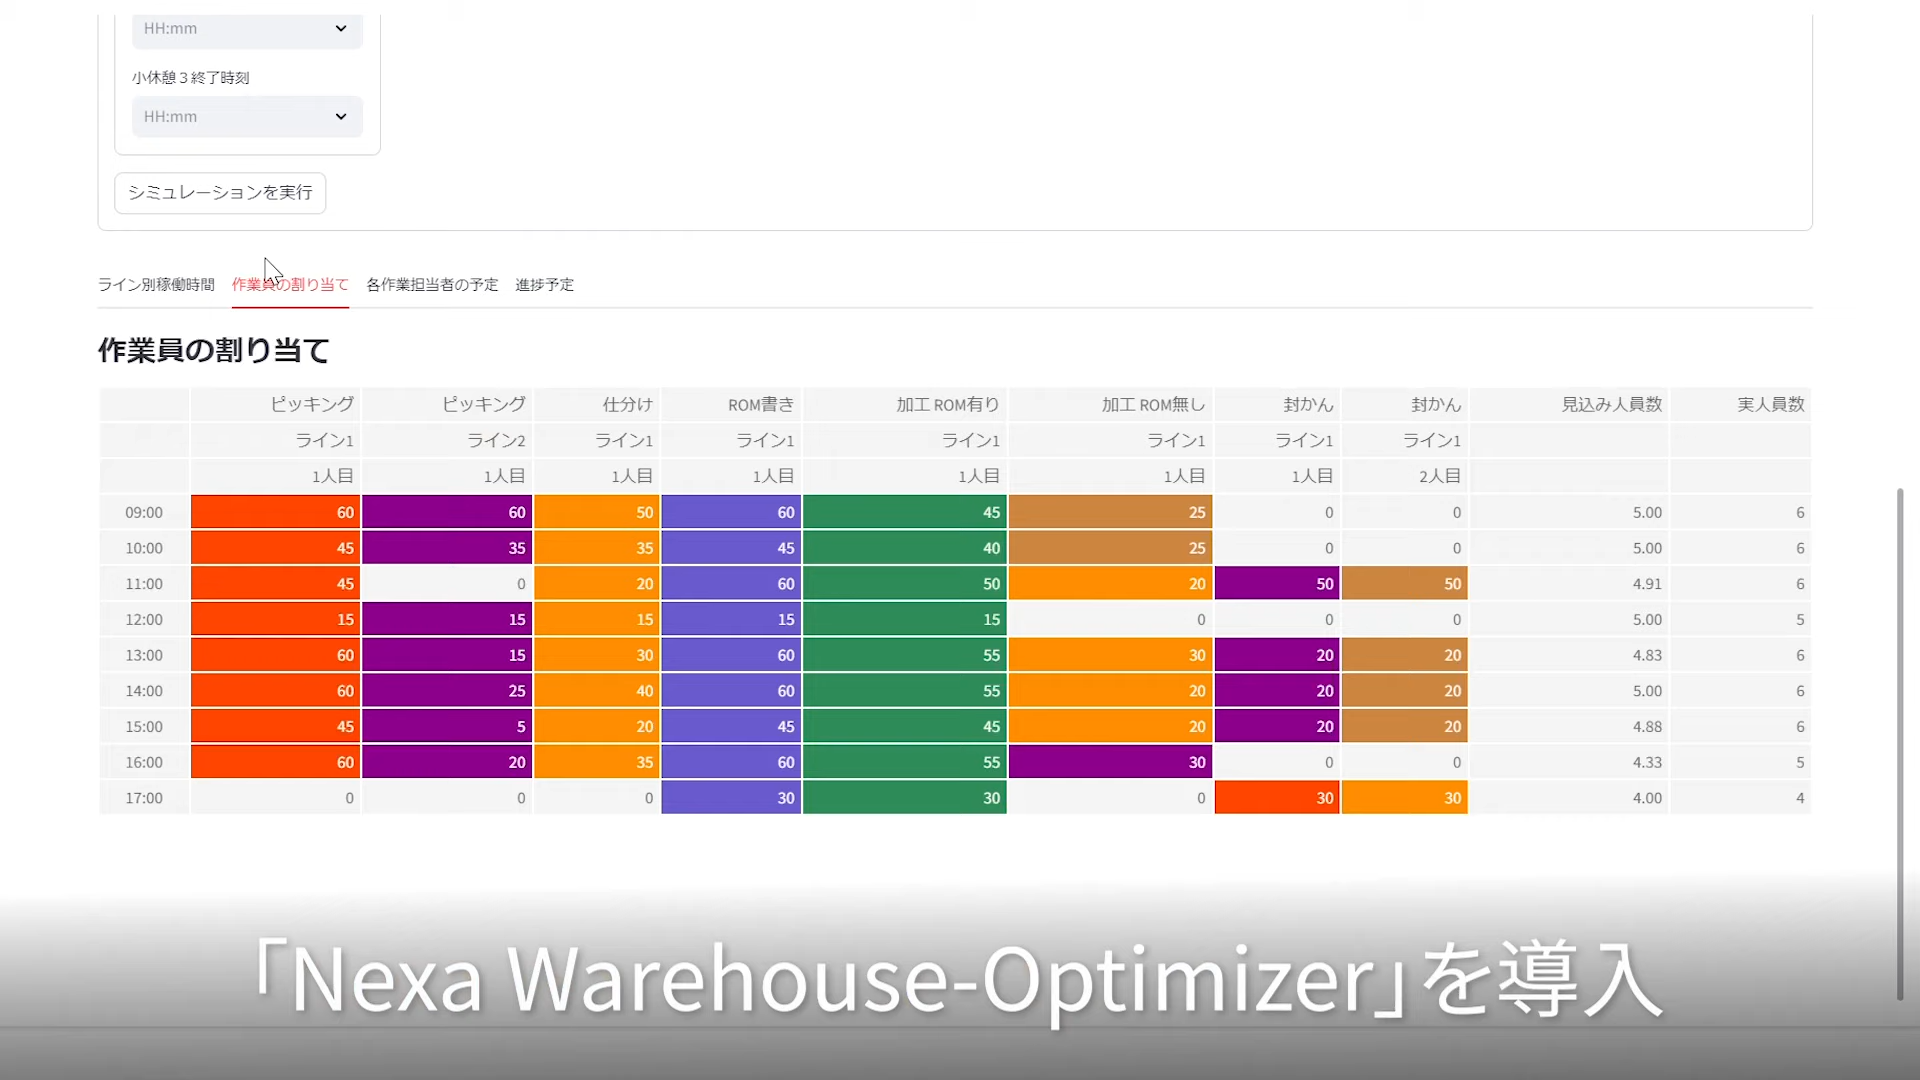 HH:mm
小休憩３終了時刻
HH:mm
シミュレーションを実行
ライン別稼働時間 作業員の割り当て 各作業担当者の予定 進捗予定
作業員の割り当て
ピッキング ピッキング 仕分け ROM書き 加工 ROM有り 加工 ROM無し 封かん 封かん 見込み人員数 実人員数
ライン1 ライン2 ライン1 ライン1 ライン1 ライン1 ライン1 ライン1
1人目 1人目 1人目 1人目 1人目 1人目 1人目 2人目
09:00 60 60 50 60 45 25 0 0 5.00 6
10:00 45 35 35 45 40 25 0 0 5.00 6
11:00 45 0 20 60 50 20 50 50 4.91 6
12:00 15 15 15 15 15 0 0 0 5.00 5
13:00 60 15 30 60 55 30 20 20 4.83 6
14:00 60 25 40 60 55 20 20 20 5.00 6
15:00 45 5 20 45 45 20 20 20 4.88 6
16:00 60 20 35 60 55 30 0 0 4.33 5
17:00 0 0 0 30 30 0 30 30 4.00 4
「Nexa Warehouse-Optimizer」を導入